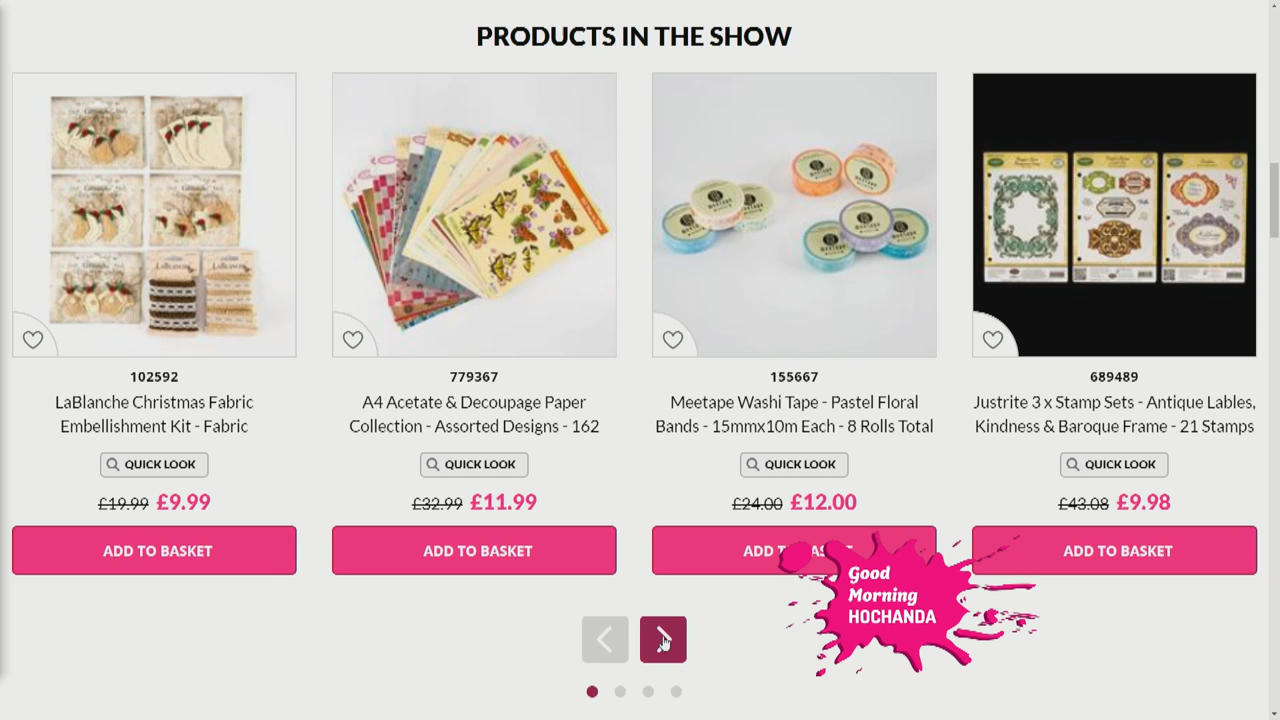 PRODUCTS IN THE SHOW
102592
LaBlanche Christmas Fabric
Embellishment Kit - Fabric
QUICK LOOK
£19.99 £9.99
ADD TO BASKET
779367
A4 Acetate & Decoupage Paper
Collection - Assorted Designs - 162
QUICK LOOK
£32.99 £11.99
ADD TO BASKET
Meetape
155667
Meetape Washi Tape - Pastel Floral
Bands - 15mmx10m Each - 8 Rolls Total
QUICK LOOK
£24.00 £12.00
689489
Justrite 3 x Stamp Sets - Antique Lables,
Kindness & Baroque Frame - 21 Stamps
QUICK LOOK
£43.08 £9.98
ADD TO BASKET
Good
Morning
HOCHANDA